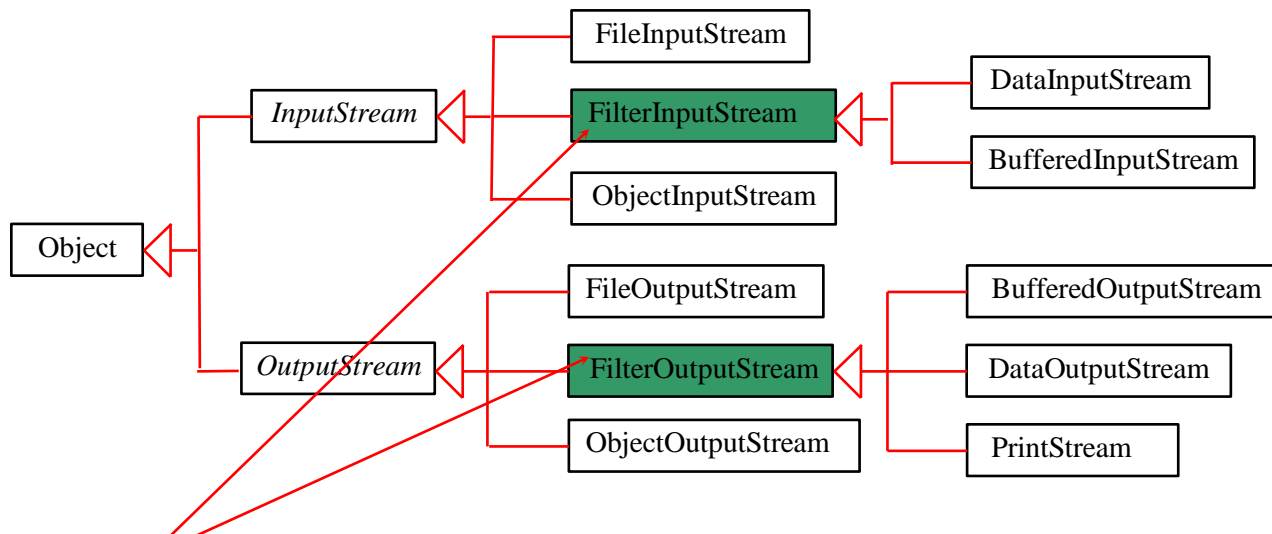 FileInputStream
DataInputStream
InputStream
FilterInputStream
BufferedInputStream
ObjectInputStream
Object
FileOutputStream
BufferedOutputStream
OutputStream
FilterOutputStream
DataOutputStream
ObjectOutputStream
PrintStream